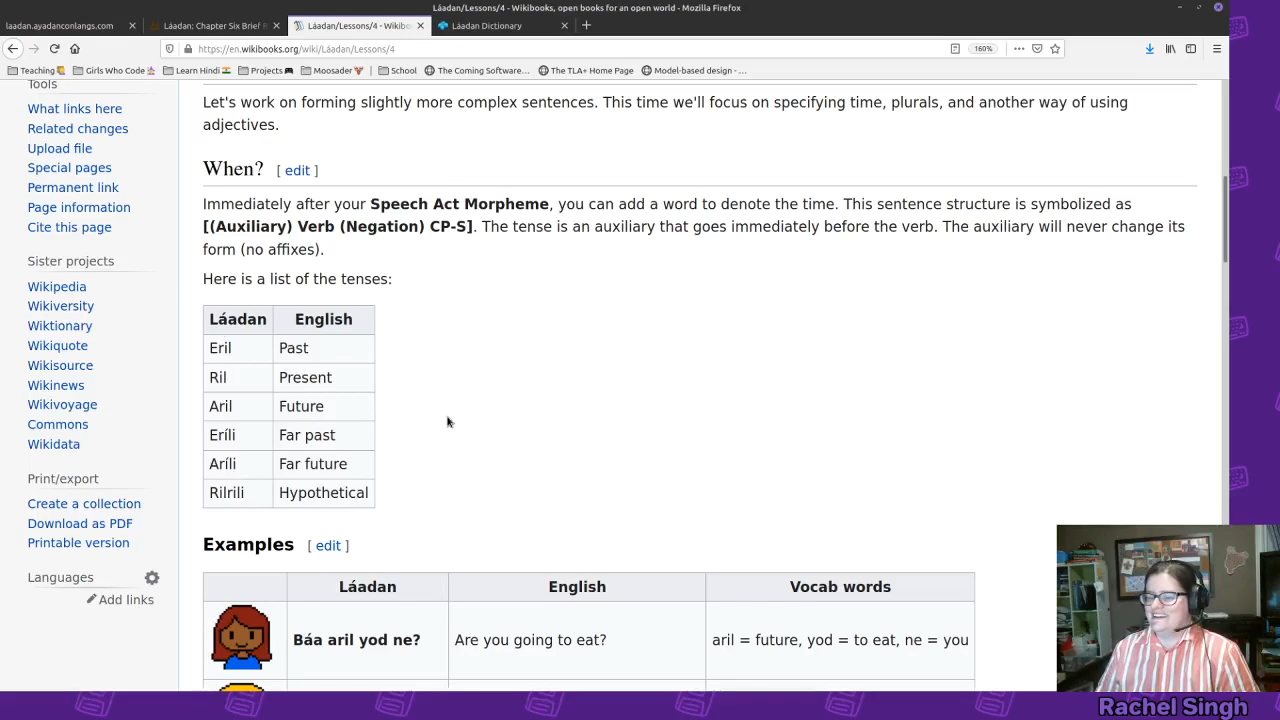 Láadan/Lessons/4 - Wikibooks, open books for an open world - Mozilla Firefox
laadan.ayadanconlangs.com
Láadan: Chapter Six Brief R
Láadan/Lessons/4 - Wikibo
Láadan Dictionary
https://en.wikibooks.org/wiki/Láadan/Lessons/4
160%
Teaching
Girls Who Code
Learn Hindi
Projects
Moosader
School
The Coming Software...
The TLA+ Home Page
Model-based design - ...
Tools
What links here
Related changes
Upload file
Special pages
Permanent link
Page information
Cite this page
Sister projects
Wikipedia
Wikiversity
Wiktionary
Wikiquote
Wikisource
Wikinews
Wikivoyage
Commons
Wikidata
Print/export
Create a collection
Download as PDF
Printable version
Languages
Add links
Let's work on forming slightly more complex sentences. This time we'll focus on specifying time, plurals, and another way of using
adjectives.
When? [ edit ]
Immediately after your Speech Act Morpheme, you can add a word to denote the time. This sentence structure is symbolized as
[(Auxiliary) Verb (Negation) CP-S]. The tense is an auxiliary that goes immediately before the verb. The auxiliary will never change its
form (no affixes).
Here is a list of the tenses:
Láadan English
Eril Past
Ril Present
Aril Future
Eríli Far past
Aríli Far future
Rilrili Hypothetical
Examples [ edit ]
Láadan English Vocab words
Báa aril yod ne? Are you going to eat? aril = future, yod = to eat, ne = you
Rachel Singh